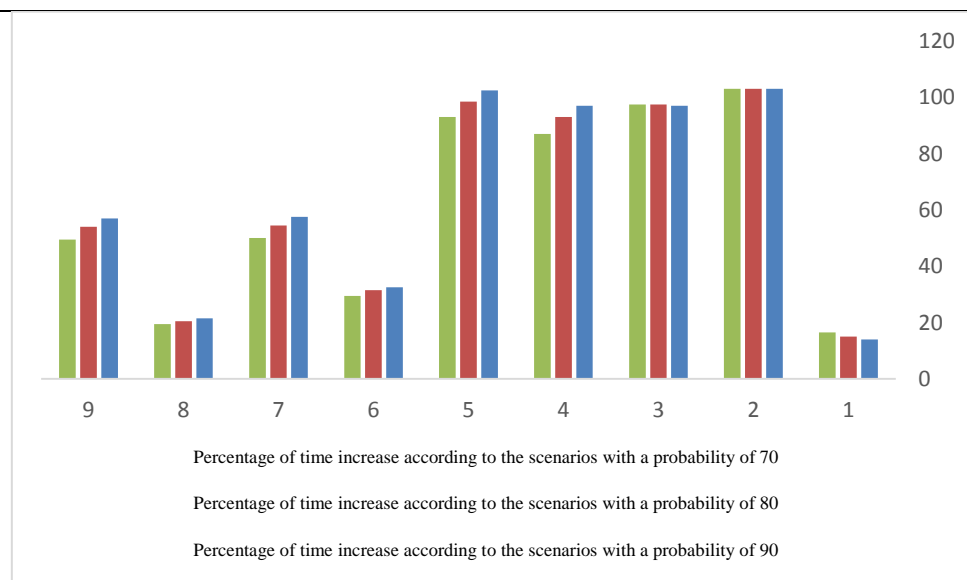 120
100
80
60
40
20
0
9 8 7 6 5 4 3 2 1
Percentage of time increase according to the scenarios with a probability of 70
Percentage of time increase according to the scenarios with a probability of 80
Percentage of time increase according to the scenarios with a probability of 90